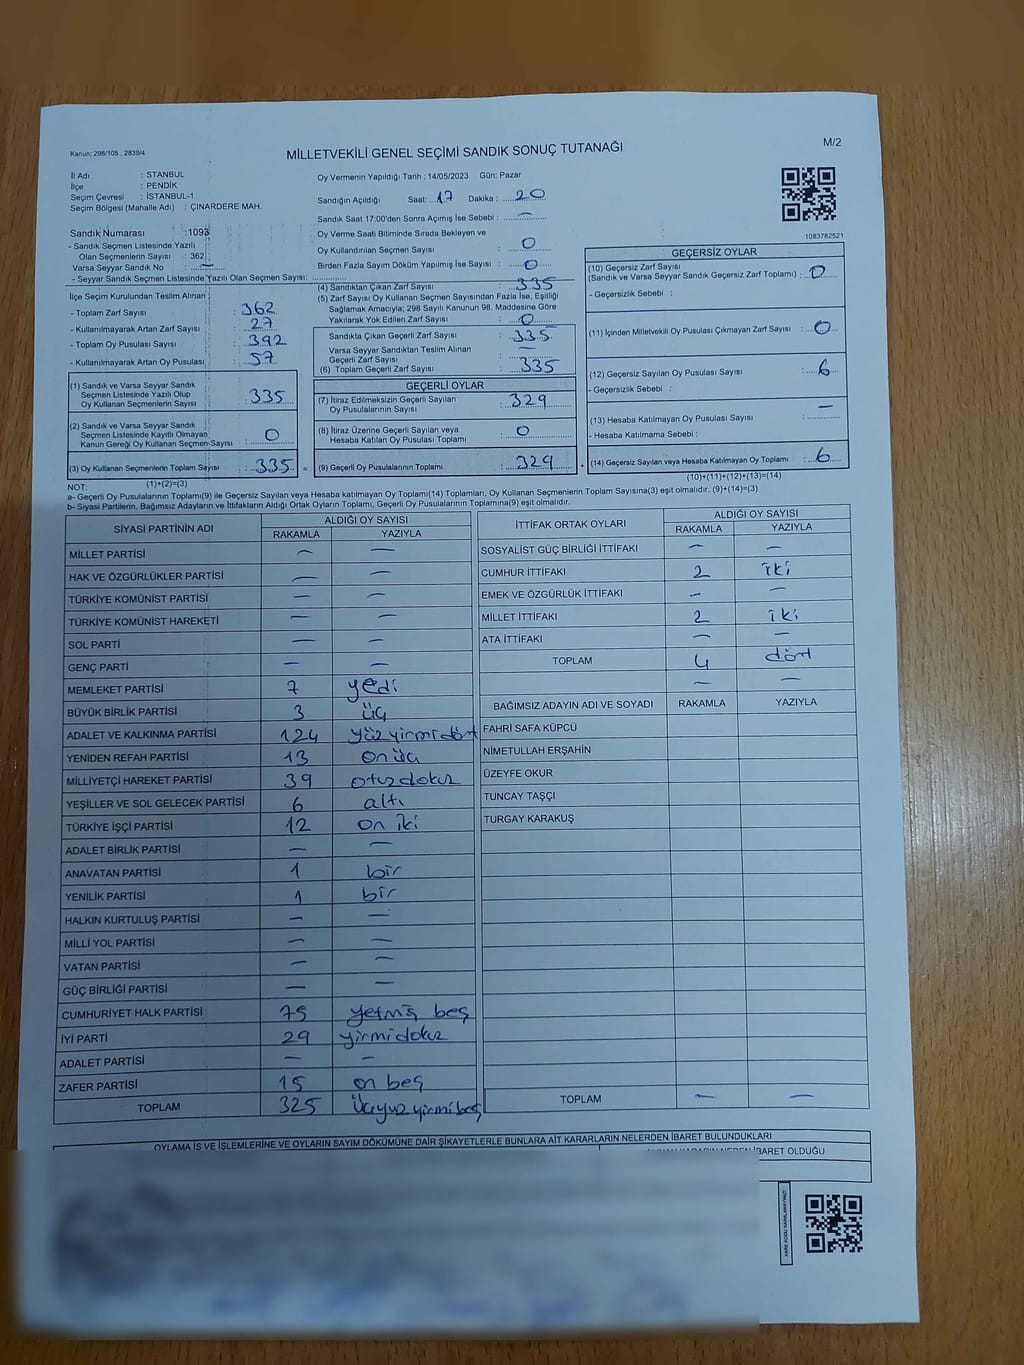 Kanun: 298/105 , 2839/4
MİLLETVEKİLİ GENEL SEÇİMİ SANDIK SONUÇ TUTANAĞI
M/2
İl Adı : STANBUL
İlçe : PENDİK
Seçim Çevresi : İSTANBUL-1
Seçim Bölgesi (Mahalle Adı) : ÇINARDERE MAH.
Sandık Numarası : 1093
- Sandık Seçmen Listesinde Yazılı
Olan Seçmenlerin Sayısı : 362
Varsa Seyyar Sandık No : —
- Seyyar Sandık Seçmen Listesinde Yazılı Olan Seçmen Sayısı:
Oy Vermenin Yapıldığı Tarih : 14/05/2023 Gün: Pazar
Sandığın Açıldığı Saat: 17 Dakika : 20
Sandık Saat 17:00'den Sonra Açımış İse Sebebi : —
Oy Verme Saati Bitiminde Sırada Bekleyen ve
Oy Kullandırılan Seçmen Sayısı : 0
Birden Fazla Sayım Döküm Yapılmış İse Sayısı : 0
1083782521
İlçe Seçim Kurulundan Teslim Alınan
- Toplam Zarf Sayısı : 362
- Kullanılmayarak Artan Zarf Sayısı : 27
- Toplam Oy Pusulası Sayısı : 392
- Kullanılmayarak Artan Oy Pusulası : 57
(1) Sandık ve Varsa Seyyar Sandık
Seçmen Listesinde Yazılı Olup
Oy Kullanan Seçmenlerin Sayısı : 335
(2) Sandık ve Varsa Seyyar Sandık
Seçmen Listesinde Kayıtlı Olmayan
Kanun Gereği Oy Kullanan Seçmen Sayısı : 0
(3) Oy Kullanan Seçmenlerin Toplam Sayısı : 335 =
(1)+(2)=(3)
(4) Sandıktan Çıkan Zarf Sayısı : 335
(5) Zarf Sayısı Oy Kullanan Seçmen Sayısından Fazla İse, Eşitliği
Sağlamak Amacıyla; 298 Sayılı Kanunun 98. Maddesine Göre
Yakılarak Yok Edilen Zarf Sayısı : 0
Sandıkta Çıkan Geçerli Zarf Sayısı : 335
Varsa Seyyar Sandıktan Teslim Alınan
Geçerli Zarf Sayısı : —
(6) Toplam Geçerli Zarf Sayısı : 335
GEÇERLİ OYLAR
(7) İtiraz Edilmeksizin Geçerli Sayılan
Oy Pusulalarının Sayısı : 329
(8) İtiraz Üzerine Geçerli Sayılan veya
Hesaba Katılan Oy Pusulası Toplamı : 0
(9) Geçerli Oy Pusulalarının Toplamı : 329 +
GEÇERSİZ OYLAR
(10) Geçersiz Zarf Sayısı
(Sandık ve Varsa Seyyar Sandık Geçersiz Zarf Toplamı) : 0
- Geçersizlik Sebebi :
(11) İçinden Milletvekili Oy Pusulası Çıkmayan Zarf Sayısı : 0
(12) Geçersiz Sayılan Oy Pusulası Sayısı : 6
- Geçersizlik Sebebi :
(13) Hesaba Katılmayan Oy Pusulası Sayısı : —
- Hesaba Katılmama Sebebi :
(14) Geçersiz Sayılan veya Hesaba Katılmayan Oy Toplamı : 6
(10)+(11)+(12)+(13)=(14)
NOT:
a- Geçerli Oy Pusulalarının Toplamı(9) ile Geçersiz Sayılan veya Hesaba katılmayan Oy Toplamı(14) Toplamları, Oy Kullanan Seçmenlerin Toplam Sayısına(3) eşit olmalıdır. (9)+(14)=(3)
b- Siyasi Partilerin, Bağımsız Adayların ve İttifakların Aldığı Ortak Oyların Toplamı, Geçerli Oy Pusulalarının Toplamına(9) eşit olmalıdır.
SİYASİ PARTİNİN ADI ALDIĞI OY SAYISI
RAKAMLA YAZIYLA
MİLLET PARTİSİ — —
HAK VE ÖZGÜRLÜKLER PARTİSİ — —
TÜRKİYE KOMÜNİST PARTİSİ — —
TÜRKİYE KOMÜNİST HAREKETİ — —
SOL PARTİ — —
GENÇ PARTİ — —
MEMLEKET PARTİSİ 7 yedi
BÜYÜK BİRLİK PARTİSİ 3 üç
ADALET VE KALKINMA PARTİSİ 124 yüz yirmi dört
YENİDEN REFAH PARTİSİ 13 on üç
MİLLİYETÇİ HAREKET PARTİSİ 39 otuz dokuz
YEŞİLLER VE SOL GELECEK PARTİSİ 6 altı
TÜRKİYE İŞÇİ PARTİSİ 12 on iki
ADALET BİRLİK PARTİSİ — —
ANAVATAN PARTİSİ 1 bir
YENİLİK PARTİSİ 1 bir
HALKIN KURTULUŞ PARTİSİ — —
MİLLİ YOL PARTİSİ — —
VATAN PARTİSİ — —
GÜÇ BİRLİĞİ PARTİSİ — —
CUMHURİYET HALK PARTİSİ 75 yetmiş beş
İYİ PARTİ 29 yirmi dokuz
ADALET PARTİSİ — —
ZAFER PARTİSİ 15 on beş
TOPLAM 325 üçyüz yirmi beş
İTTİFAK ORTAK OYLARI ALDIĞI OY SAYISI
RAKAMLA YAZIYLA
SOSYALİST GÜÇ BİRLİĞİ İTTİFAKI — —
CUMHUR İTTİFAKI 2 iki
EMEK VE ÖZGÜRLÜK İTTİFAKI — —
MİLLET İTTİFAKI 2 iki
ATA İTTİFAKI — —
TOPLAM 4 dört
— —
BAĞIMSIZ ADAYIN ADI VE SOYADI RAKAMLA YAZIYLA
FAHRİ SAFA KÜPCÜ
NİMETULLAH ERŞAHİN
ÜZEYFE OKUR
TUNCAY TAŞÇI
TURGAY KARAKUŞ
TOPLAM — —
OYLAMA İŞ VE İŞLEMLERİNE VE OYLARIN SAYIM DÖKÜMÜNE DAİR ŞİKAYETLERLE BUNLARA AİT KARARLARIN NELERDEN İBARET BULUNDUKLARI
İBARET OLDUĞU
KARE KODU KARALAMAYINIZ!